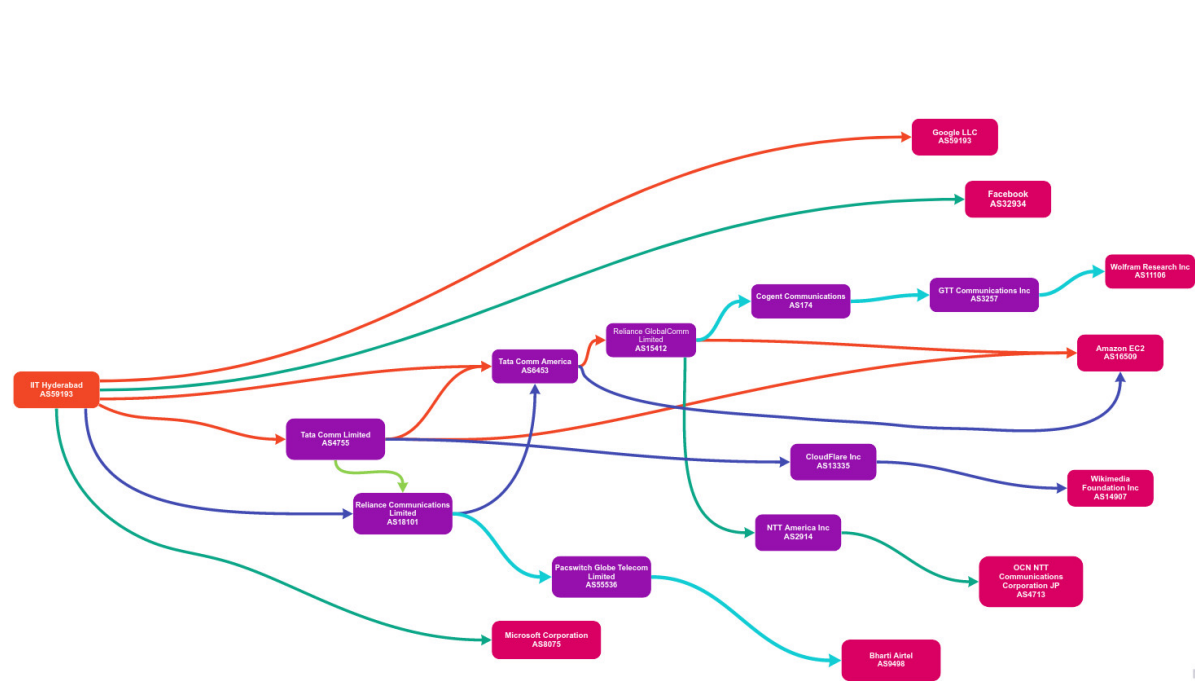 Google LLC
AS59193
Facebook
AS32934
Wolfram Research Inc
AS11106
Cogent Communications
AS174
GTT Communications Inc
AS3257
Reliance GlobalComm
Limited
AS15412
Amazon EC2
AS16509
Tata Comm America
AS6453
IIT Hyderabad
AS59193
Tata Comm Limited
AS4755
CloudFlare Inc
AS13335
Wikimedia
Foundation Inc
AS14907
Reliance Communications
Limited
AS18101
NTT America Inc
AS2914
Pacswitch Globe Telecom
Limited
AS55536
OCN NTT
Communications
Corporation JP
AS4713
Microsoft Corporation
AS8075
Bharti Airtel
AS9498